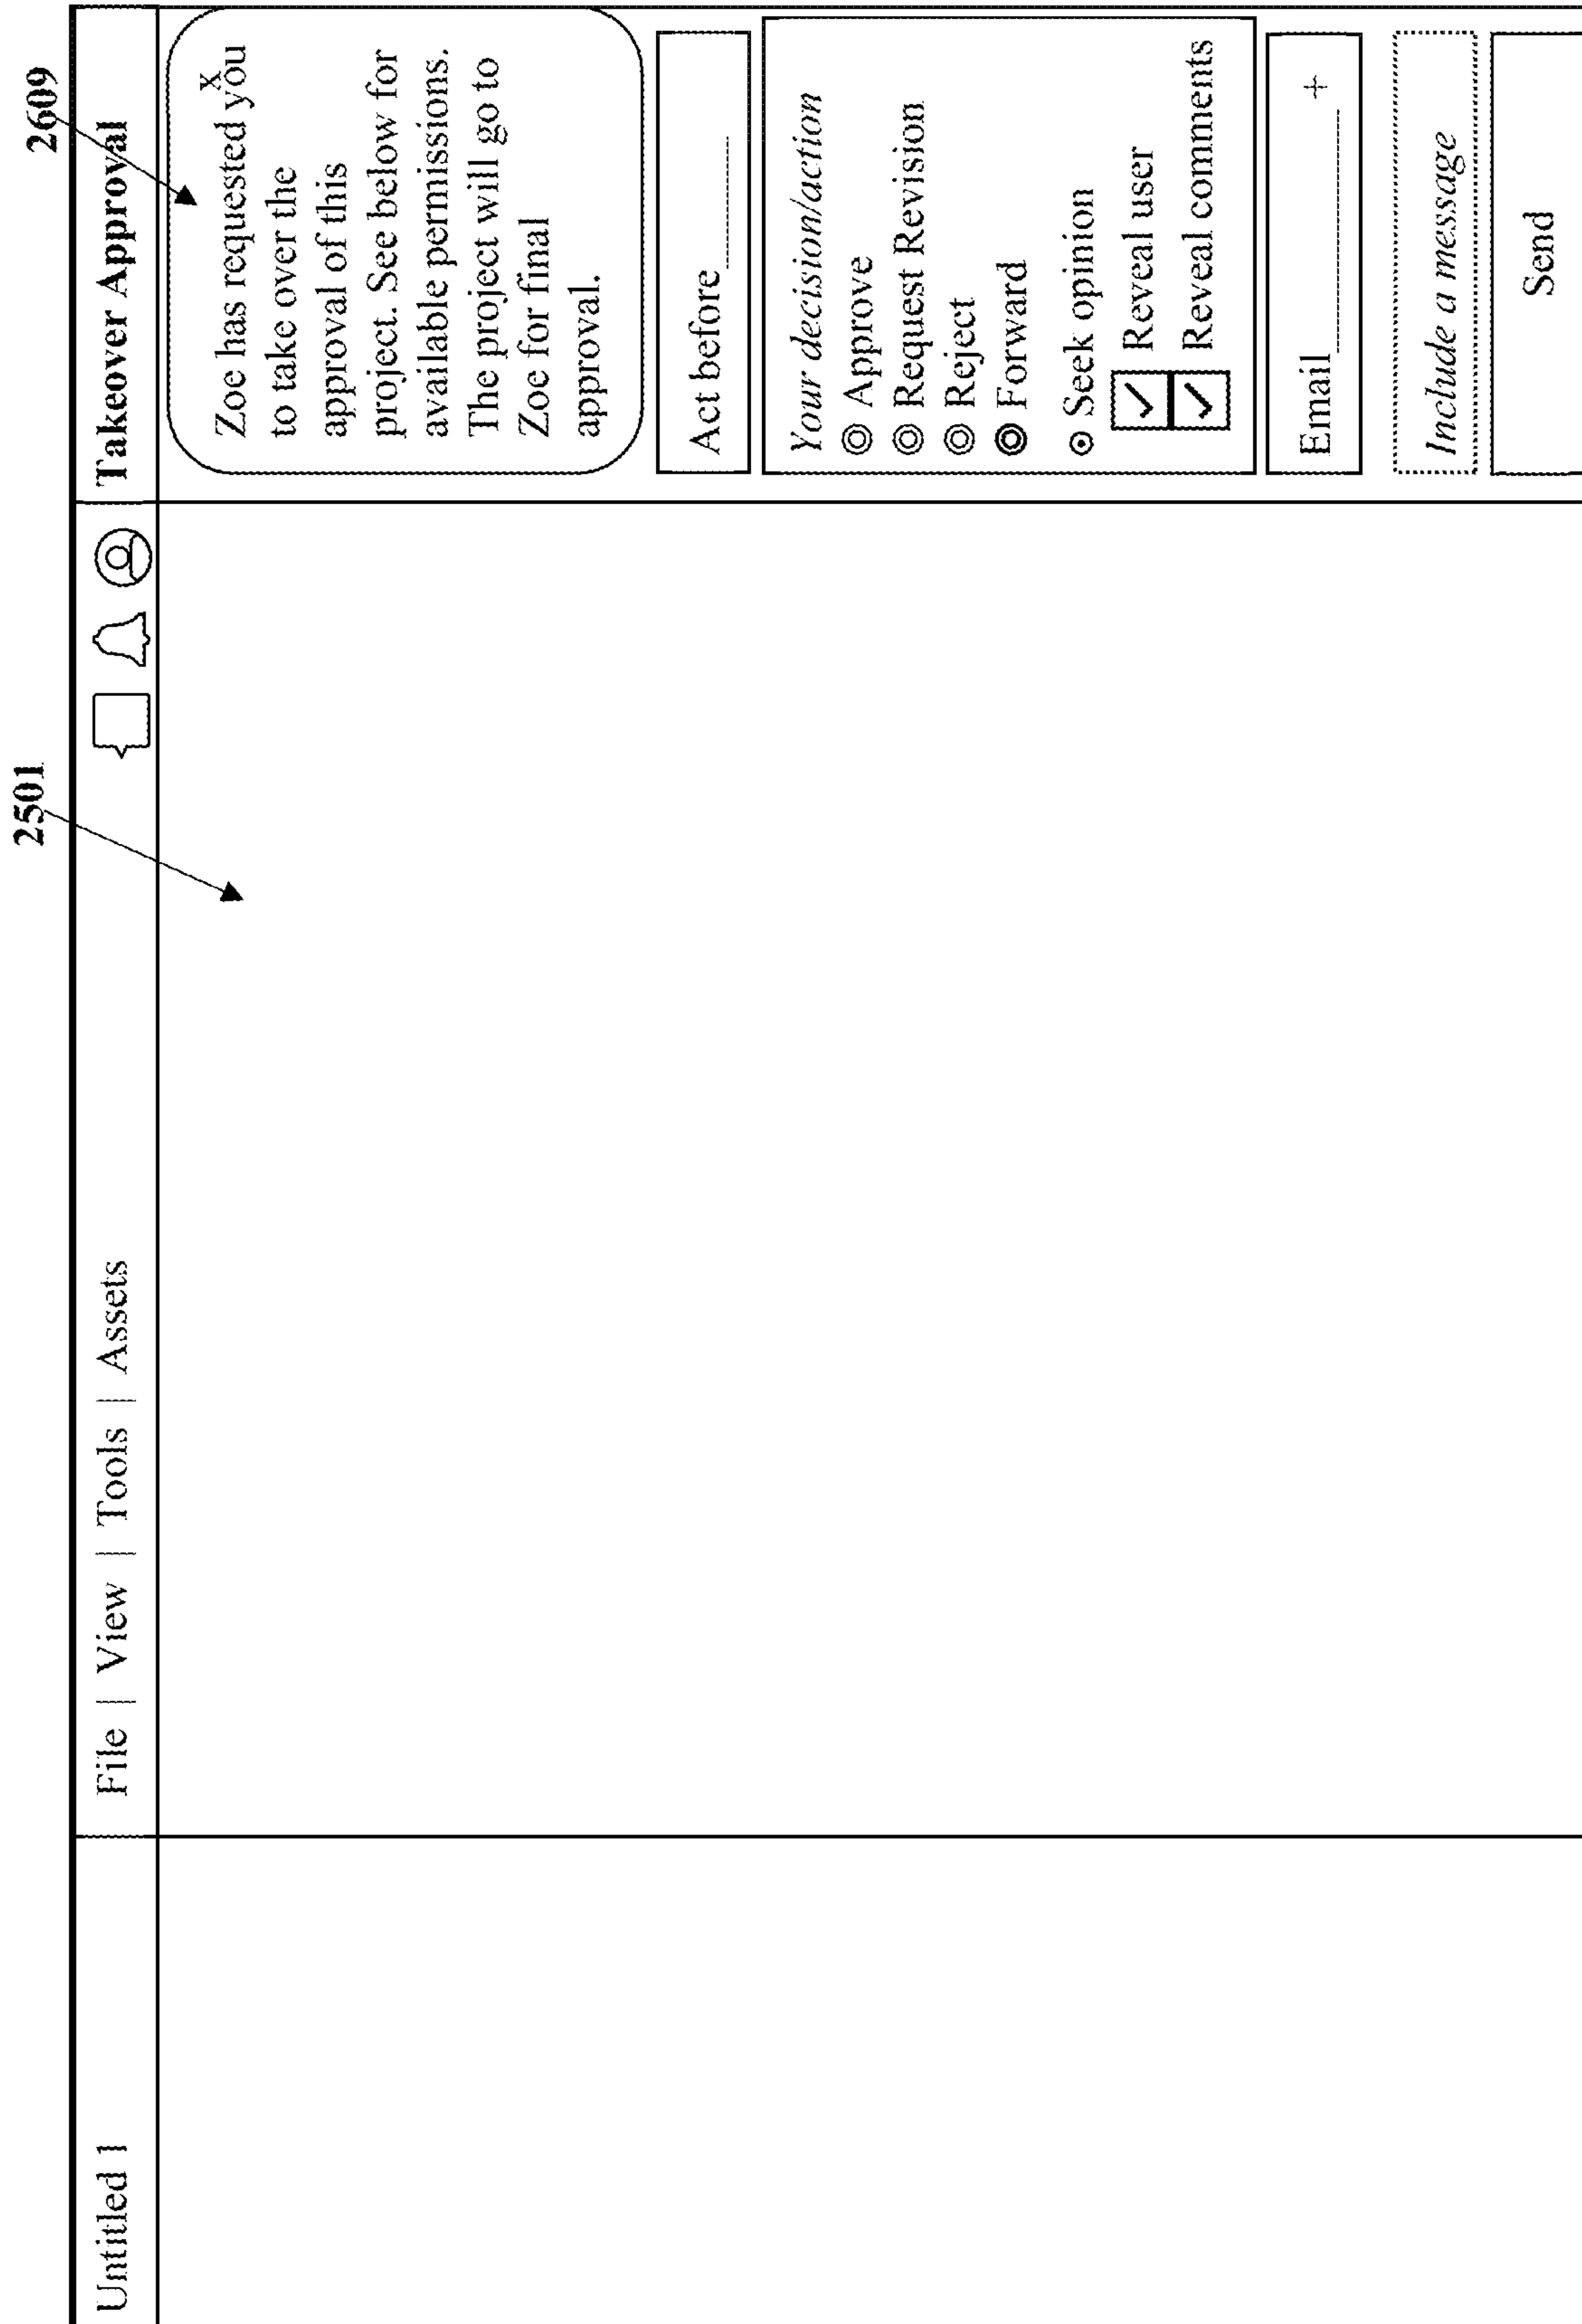 2501
2609
Untitled 1
File | View | Tools | Assets
Takeover Approval
x
Zoe has requested you
to take over the
approval of this
project. See below for
available permissions.
The project will go to
Zoe for final
approval.
Act before
Your decision/action
Approve
Request Revision
Reject
Forward
Seek opinion
Reveal user
Reveal comments
Email +
Include a message
Send